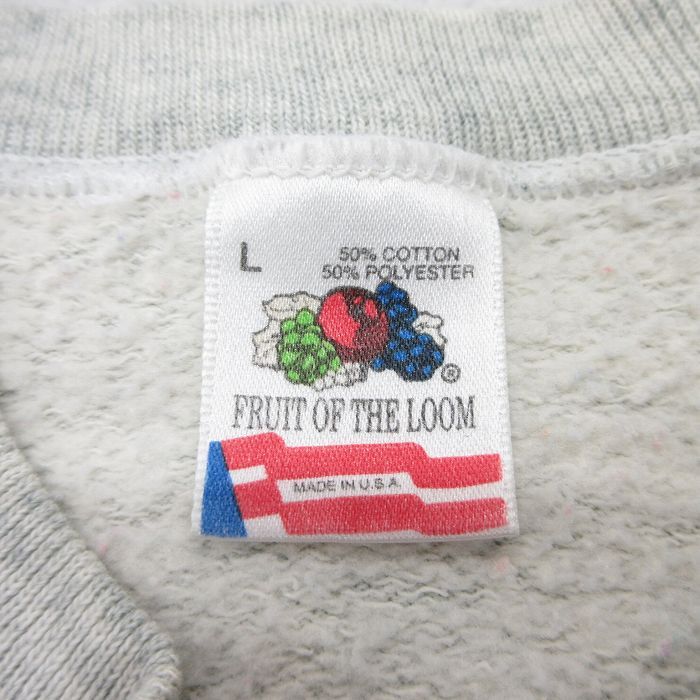 L
50% COTTON
50% POLYESTER
®
FRUIT OF THE LOOM
MADE IN U.S.A.